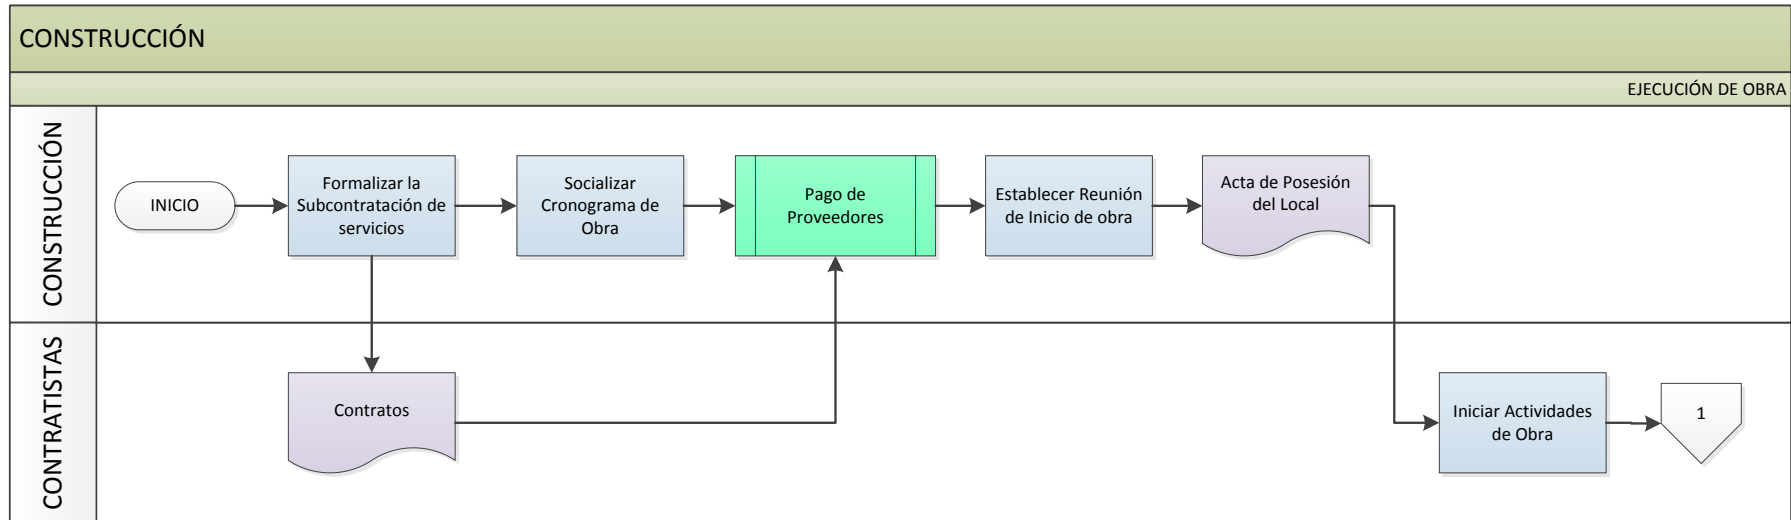 CONSTRUCCIÓN
EJECUCIÓN DE OBRA
CONSTRUCCIÓN
INICIO
Formalizar la
Subcontratación de
servicios
Socializar
Cronograma de
Obra
Pago de
Proveedores
Establecer Reunión
de Inicio de obra
Acta de Posesión
del Local
CONTRATISTAS
Contratos
Iniciar Actividades
de Obra
1